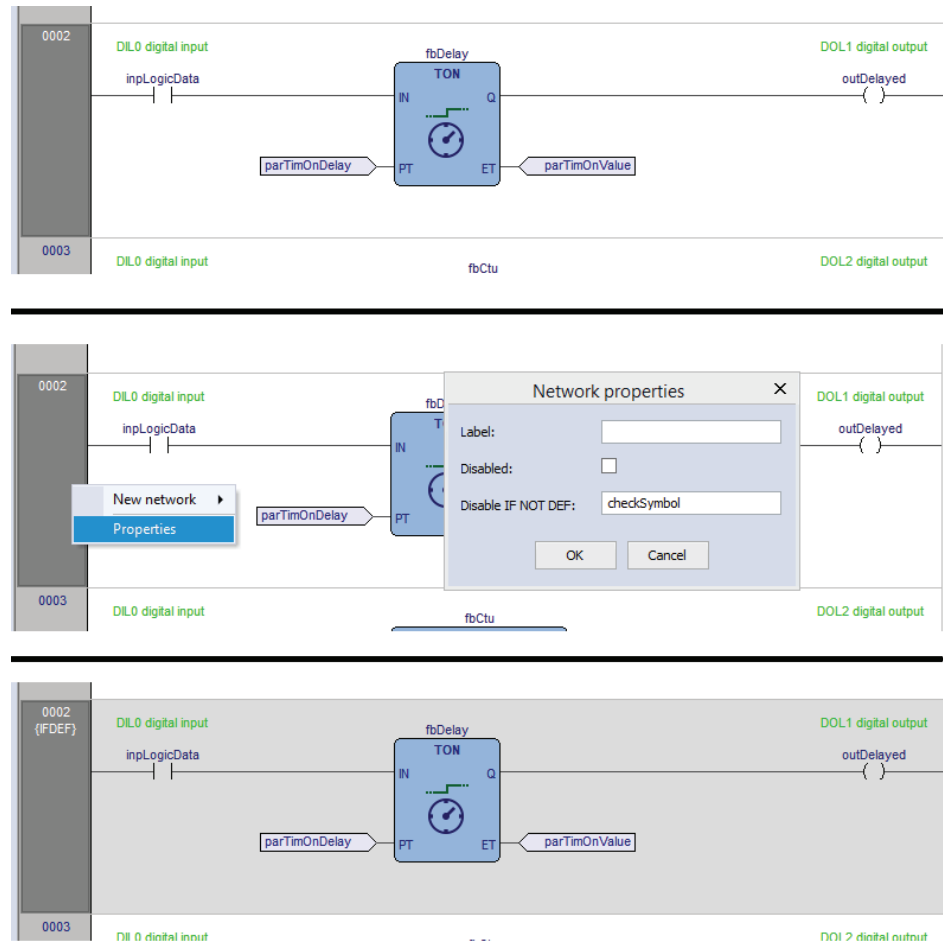 0002
DIL0 digital input
fbDelay
DOL1 digital output
inpLogicData
TON
outDelayed
IN Q
parTimOnDelay PT ET parTimOnValue
0003
DIL0 digital input
fbCtu
DOL2 digital output
0002
DIL0 digital input
fbD
Network properties X
DOL1 digital output
inpLogicData
T
Label:
outDelayed
IN
Disabled:
New network
Properties
parTimOnDelay PT
Disable IF NOT DEF: checkSymbol
OK Cancel
0003
DIL0 digital input
fbCtu
DOL2 digital output
0002
{IFDEF}
DIL0 digital input
fbDelay
DOL1 digital output
inpLogicData
TON
outDelayed
IN Q
parTimOnDelay PT ET parTimOnValue
0003
DIL0 digital input
DOL2 digital output